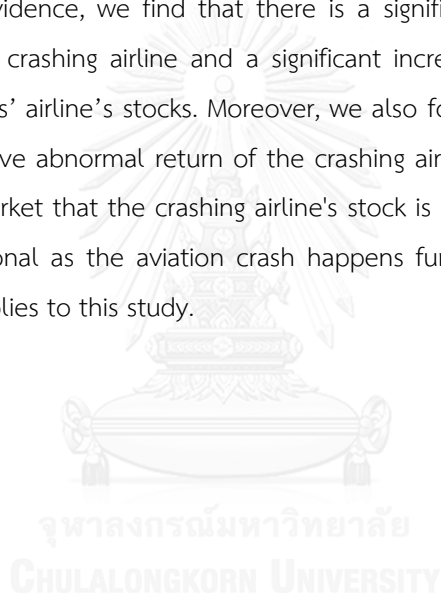 vidence, we find that there is a signifi
crashing airline and a significant incre
s’ airline’s stocks. Moreover, we also fo
ve abnormal return of the crashing air
rket that the crashing airline's stock is
onal as the aviation crash happens fur
plies to this study.
จุฬาลงกรณ์มหาวิทยาลัย
CHULALONGKORN UNIVERSITY